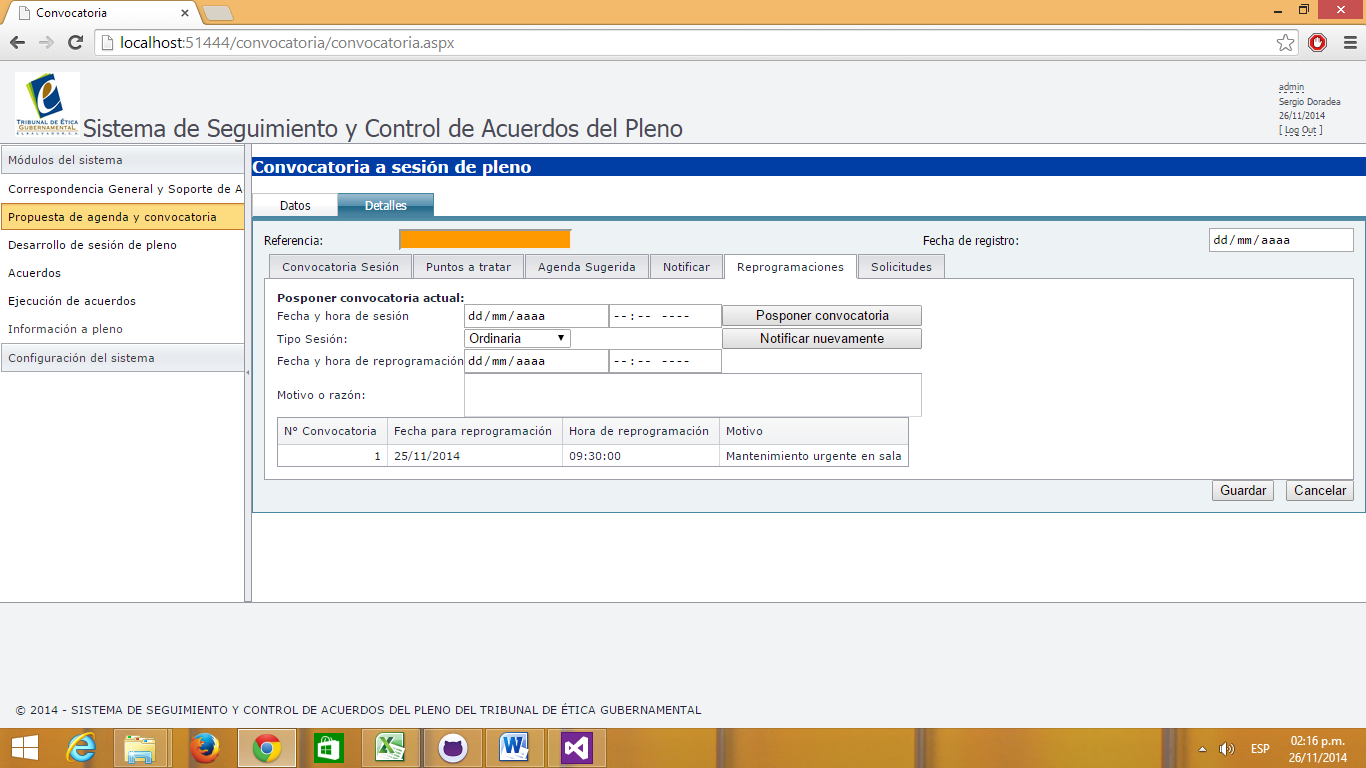 Convocatoria
localhost:51444/convocatoria/convocatoria.aspx
TRIBUNAL DE ÉTICA
GUBERNAMENTAL
Sistema de Seguimiento y Control de Acuerdos del Pleno
admin
Sergio Doradea
26/11/2014
[ Log Out ]
Módulos del sistema
Correspondencia General y Soporte de A
Propuesta de agenda y convocatoria
Desarrollo de sesión de pleno
Acuerdos
Ejecución de acuerdos
Información a pleno
Configuración del sistema
Convocatoria a sesión de pleno
Datos Detalles
Referencia: Fecha de registro: dd/mm/aaaa
Convocatoria Sesión Puntos a tratar Agenda Sugerida Notificar Reprogramaciones Solicitudes
Posponer convocatoria actual:
Fecha y hora de sesión dd/mm/aaaa --:-- ---- Posponer convocatoria
Tipo Sesión: Ordinaria Notificar nuevamente
Fecha y hora de reprogramación dd/mm/aaaa --:-- ----
Motivo o razón:
N° Convocatoria Fecha para reprogramación Hora de reprogramación Motivo
1 25/11/2014 09:30:00 Mantenimiento urgente en sala
Guardar Cancelar
© 2014 - SISTEMA DE SEGUIMIENTO Y CONTROL DE ACUERDOS DEL PLENO DEL TRIBUNAL DE ÉTICA GUBERNAMENTAL
ESP
02:16 p.m.
26/11/2014